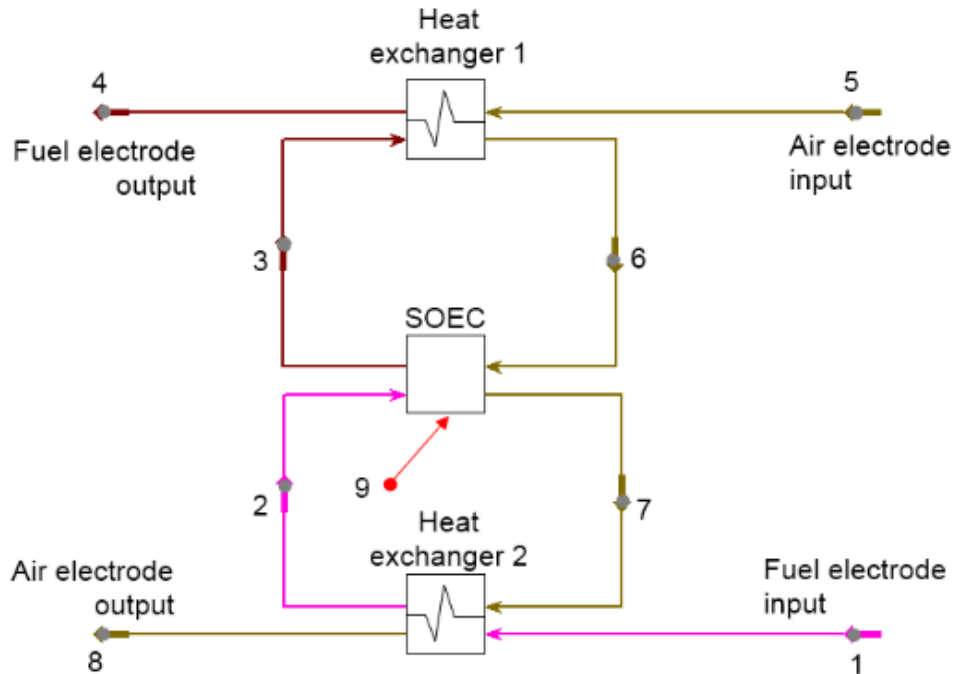 Heat
exchanger 1
4
5
Fuel electrode
output
Air electrode
input
3
6
SOEC
9
2
7
Heat
exchanger 2
Air electrode
output
Fuel electrode
input
8
1